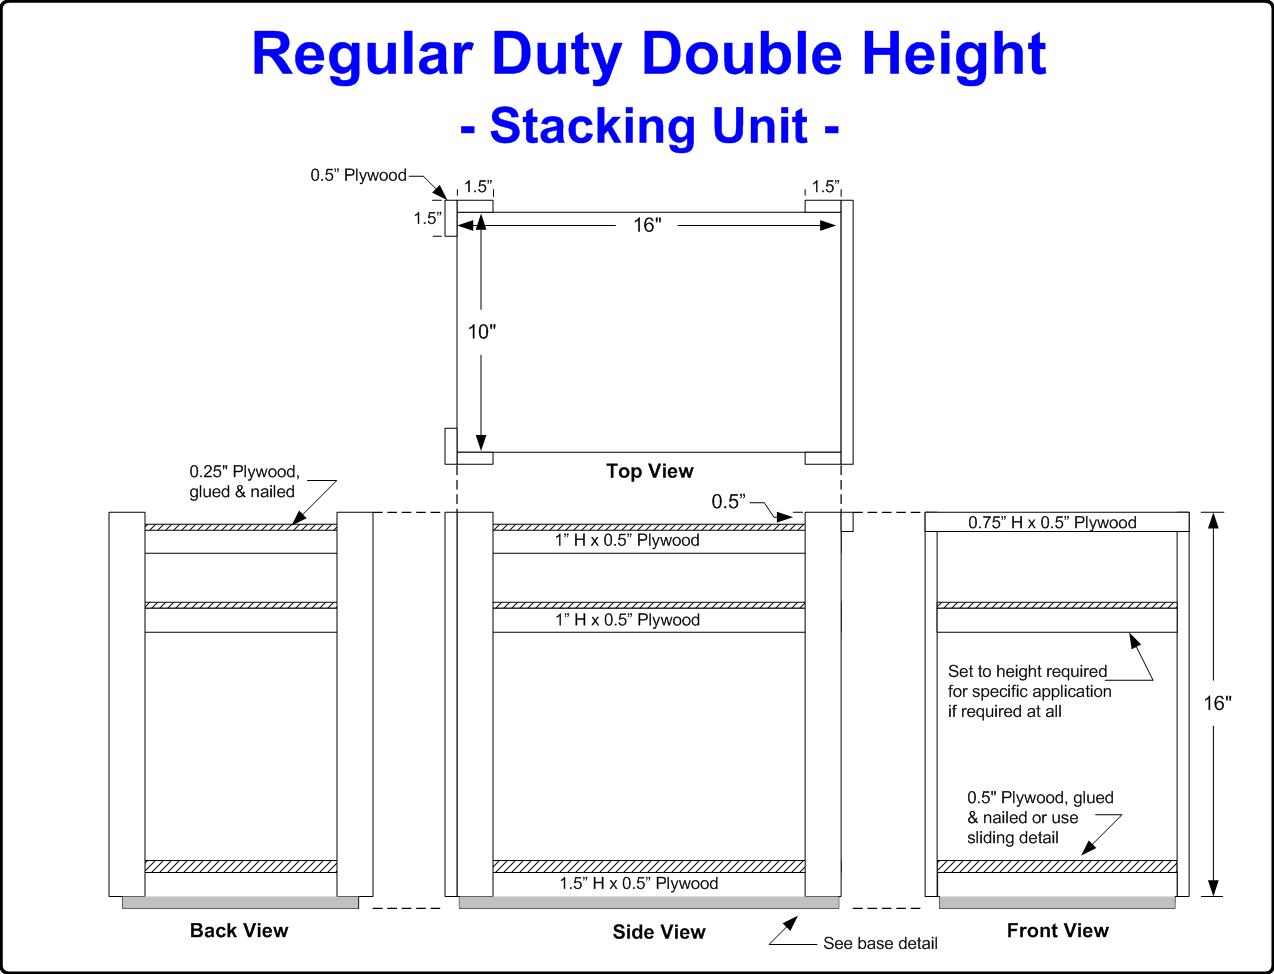 Regular Duty Double Height
- Stacking Unit -
0.5” Plywood
1.5”
1.5”
1.5”
16"
10"
Top View
0.25" Plywood,
glued & nailed
0.5”
1” H x 0.5” Plywood
0.75” H x 0.5” Plywood
1” H x 0.5” Plywood
Set to height required
for specific application
if required at all
16"
0.5" Plywood, glued
& nailed or use
sliding detail
1.5” H x 0.5” Plywood
Back View
Side View
Front View
See base detail